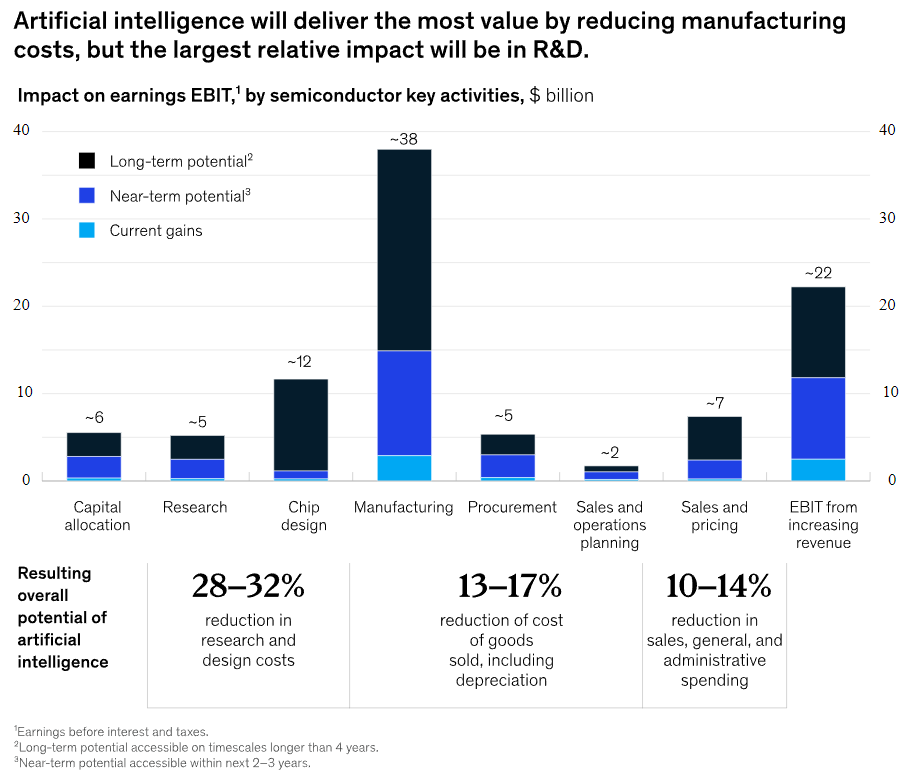 Artificial intelligence will deliver the most value by reducing manufacturing
costs, but the largest relative impact will be in R&D.
Impact on earnings EBIT,¹ by semiconductor key activities, $ billion
40
40
Long-term potential²
Near-term potential³
Current gains
30
30
20
20
10
10
0
0
~6
~5
~12
~38
~5
~2
~7
~22
Capital
allocation
Research
Chip
design
Manufacturing
Procurement
Sales and
operations
planning
Sales and
pricing
EBIT from
increasing
revenue
Resulting
overall
potential of
artificial
intelligence
28–32%
reduction in
research and
design costs
13–17%
reduction of cost
of goods
sold, including
depreciation
10–14%
reduction in
sales, general, and
administrative
spending
¹Earnings before interest and taxes.
²Long-term potential accessible on timescales longer than 4 years.
³Near-term potential accessible within next 2–3 years.